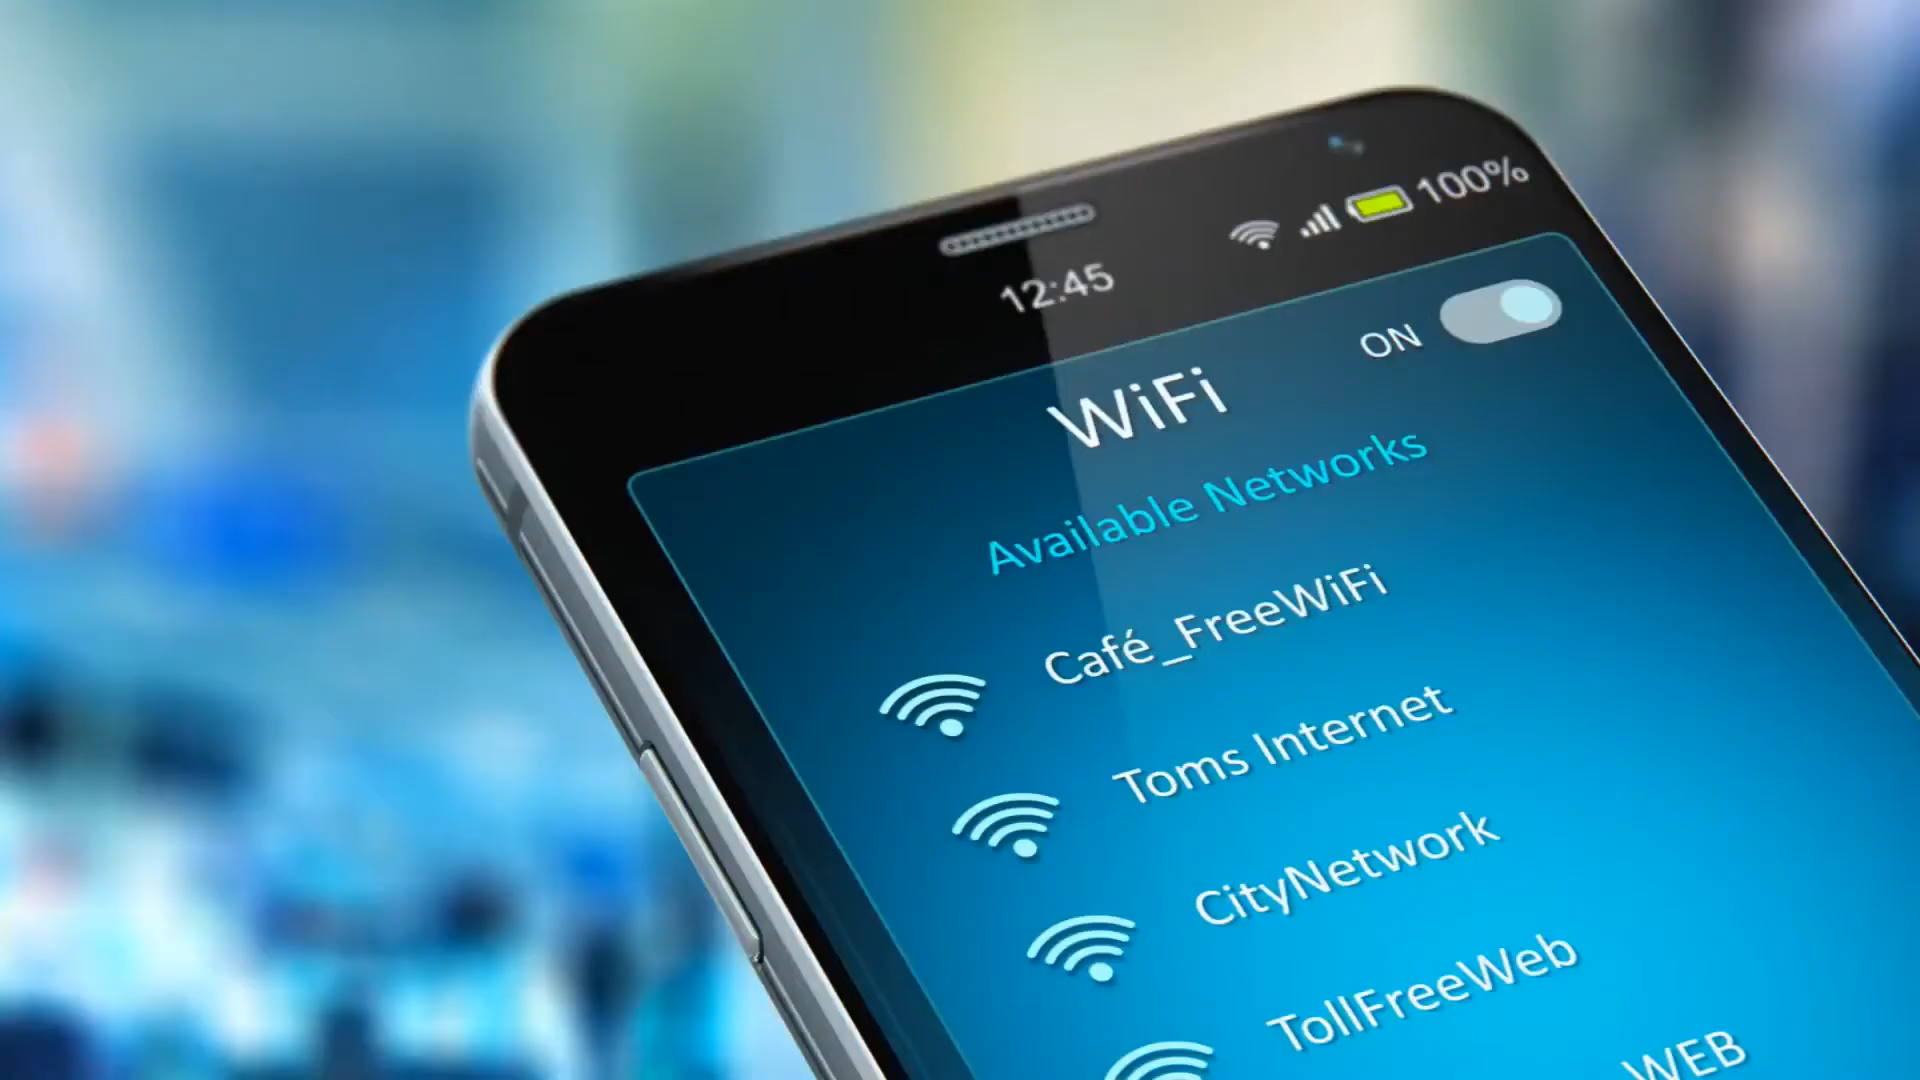 100%
12:45
ON
WiFi
Available Networks
Café_FreeWiFi
Toms Internet
CityNetwork
TollFreeWeb
WEB